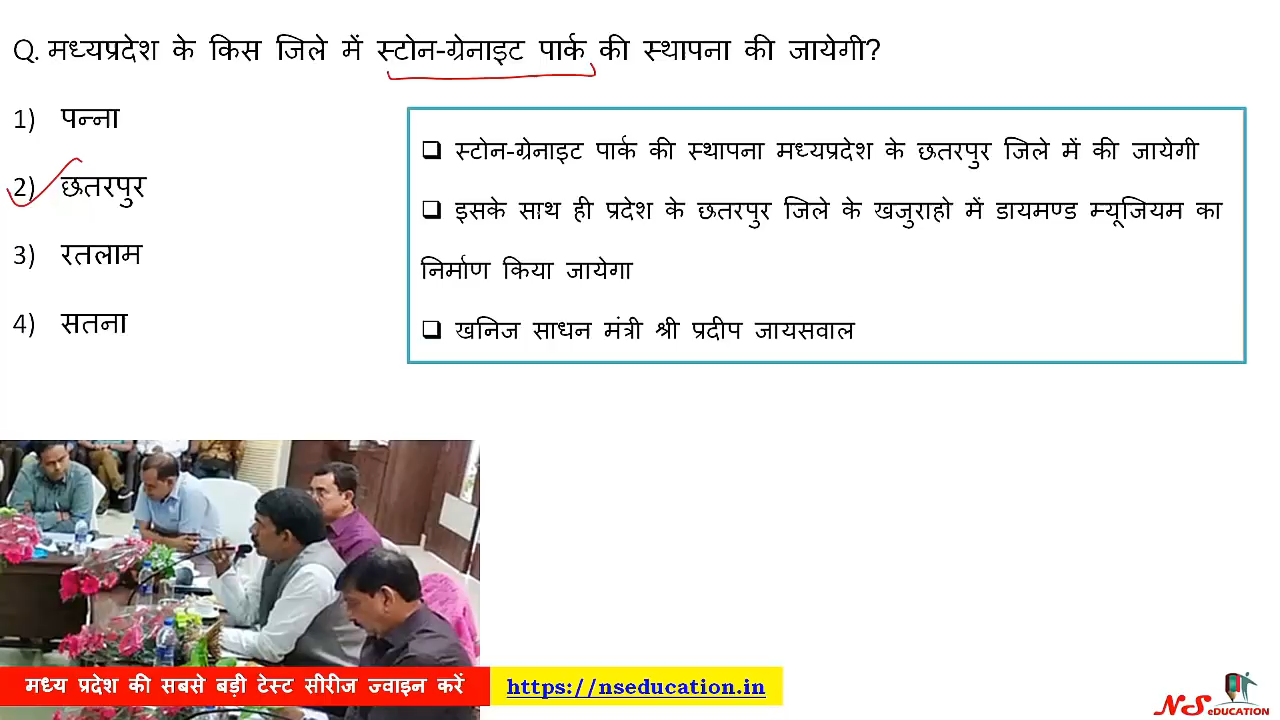 Q. मध्यप्रदेश के किस जिले में स्टोन-ग्रेनाइट पार्क की स्थापना की जायेगी?
1) पन्ना
2) छतरपुर
3) रतलाम
4) सतना
❑ स्टोन-ग्रेनाइट पार्क की स्थापना मध्यप्रदेश के छतरपुर जिले में की जायेगी
❑ इसके साथ ही प्रदेश के छतरपुर जिले के खजुराहो में डायमण्ड म्यूजियम का
निर्माण किया जायेगा
❑ खनिज साधन मंत्री श्री प्रदीप जायसवाल
मध्य प्रदेश की सबसे बड़ी टेस्ट सीरीज ज्वाइन करें
https://nseducation.in
NS eDUCATION